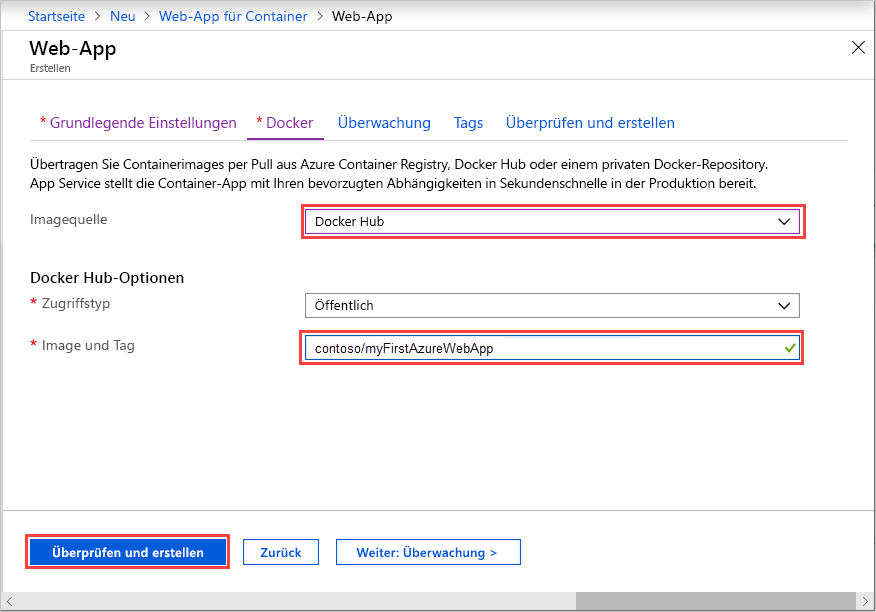 Startseite > Neu > Web-App für Container > Web-App
Web-App
Erstellen
* Grundlegende Einstellungen * Docker Überwachung Tags Überprüfen und erstellen
Übertragen Sie Containerimages per Pull aus Azure Container Registry, Docker Hub oder einem privaten Docker-Repository.
App Service stellt die Container-App mit Ihren bevorzugten Abhängigkeiten in Sekundenschnelle in der Produktion bereit.
Imagequelle Docker Hub
Docker Hub-Optionen
* Zugriffstyp Öffentlich
* Image und Tag contoso/myFirstAzureWebApp
Überprüfen und erstellen Zurück Weiter: Überwachung >